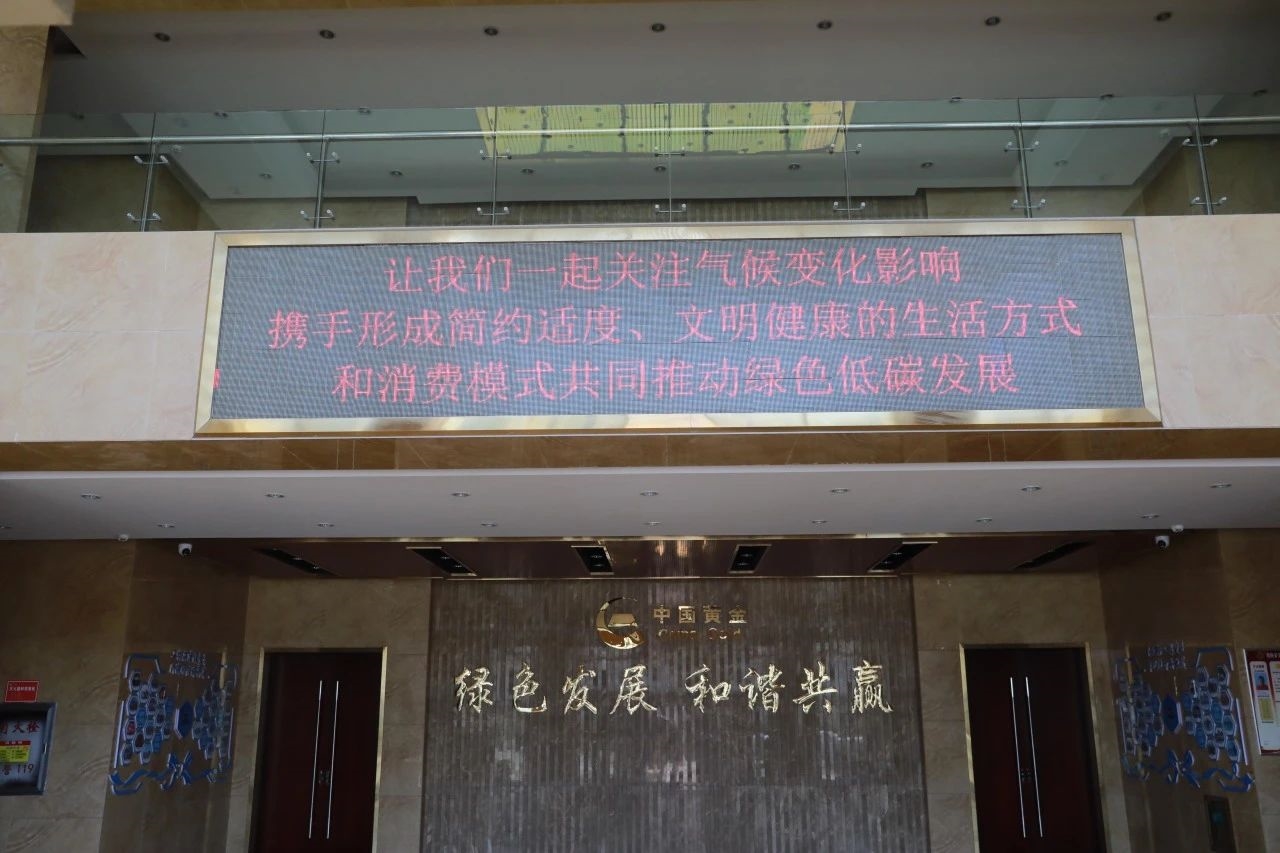 让我们一起关注气候变化影响
携手形成简约适度、文明健康的生活方式
和消费模式共同推动绿色低碳发展
中国黄金
China Gold
绿色发展 和谐共赢
火栓
119